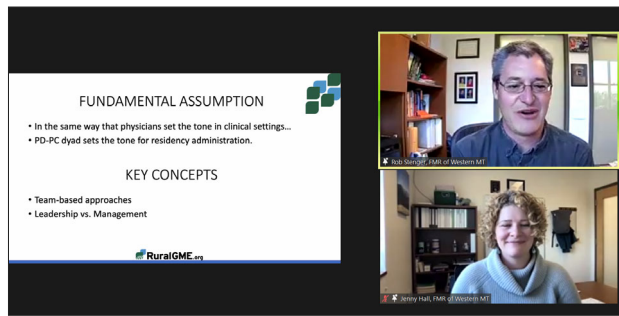 FUNDAMENTAL ASSUMPTION
• In the same way that physicians set the tone in clinical settings…
• PD-PC dyad sets the tone for residency administration.
KEY CONCEPTS
• Team-based approaches
• Leadership vs. Management
RuralGME.org
Rob Stenger, FMR of Western MT
Jenny Hall, FMR of Western MT